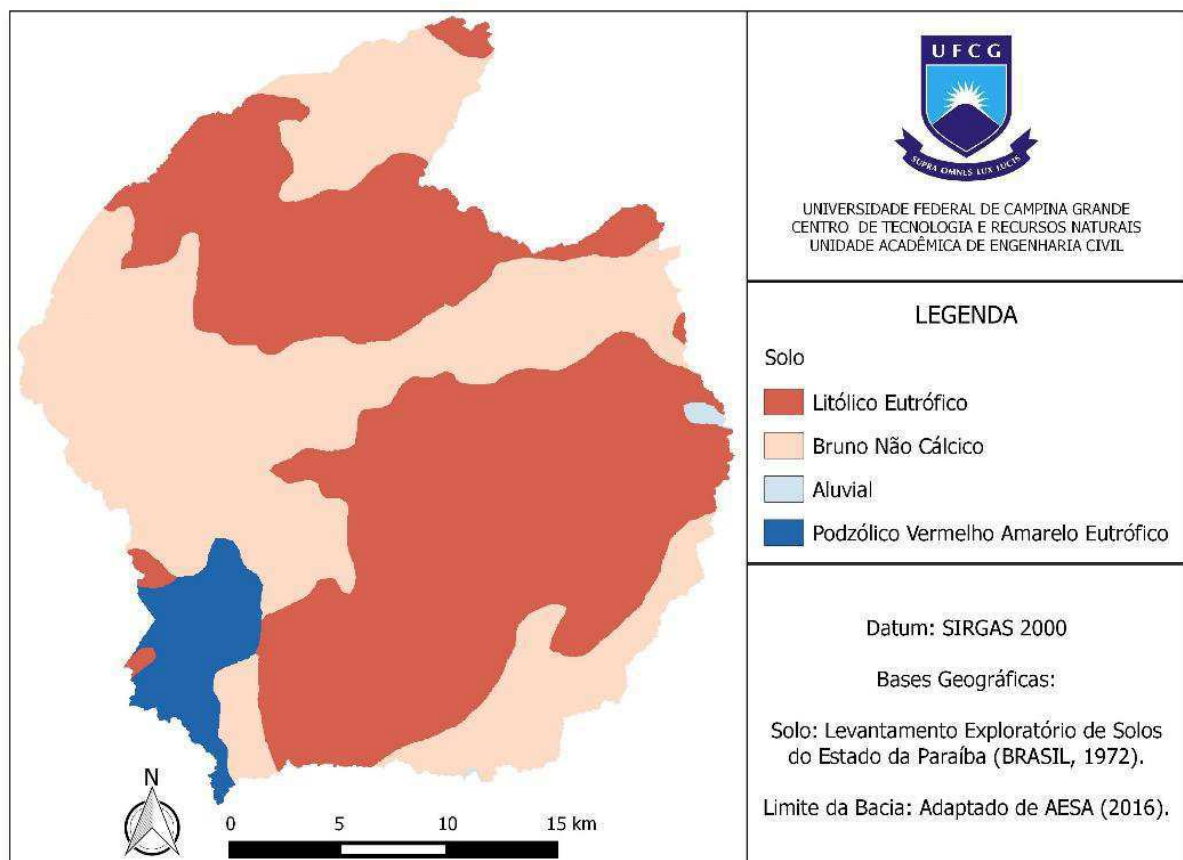 UFCG
SUPRA OMNES LUX LUCIS
UNIVERSIDADE FEDERAL DE CAMPINA GRANDE
CENTRO DE TECNOLOGIA E RECURSOS NATURAIS
UNIDADE ACADÊMICA DE ENGENHARIA CIVIL
LEGENDA
Solo
Litólico Eutrófico
Bruno Não Cálcico
Aluvial
Podzólico Vermelho Amarelo Eutrófico
Datum: SIRGAS 2000
Bases Geográficas:
Solo: Levantamento Exploratório de Solos
do Estado da Paraíba (BRASIL, 1972).
Limite da Bacia: Adaptado de AESA (2016).
N
0 5 10 15 km